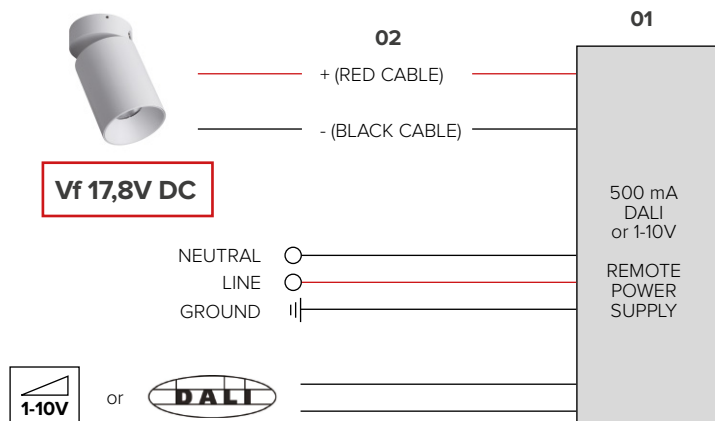 01
02
+ (RED CABLE)
- (BLACK CABLE)
Vf 17,8V DC
500 mA
DALI
or 1-10V
REMOTE
POWER
SUPPLY
NEUTRAL
LINE
GROUND
1-10V
or
DALI